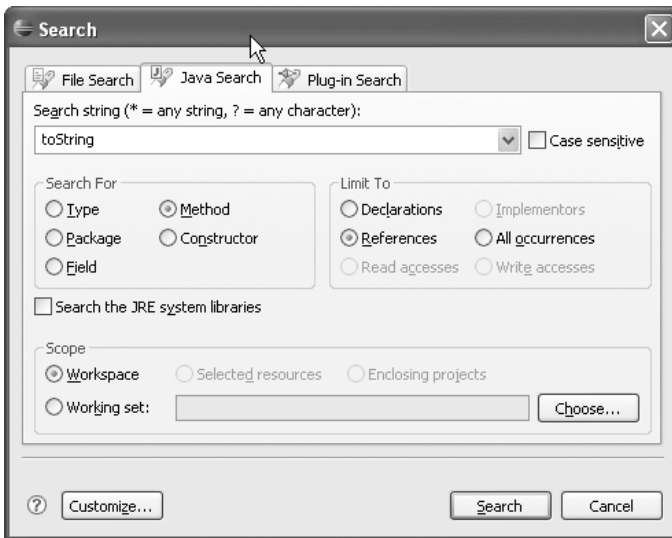 Search
File Search Java Search Plug-in Search
Search string (* = any string, ? = any character):
toString Case sensitive
Search For Limit To
Type Method Declarations Implementors
Package Constructor References All occurrences
Field Read accesses Write accesses
Search the JRE system libraries
Scope
Workspace Selected resources Enclosing projects
Working set: Choose...
? Customize... Search Cancel